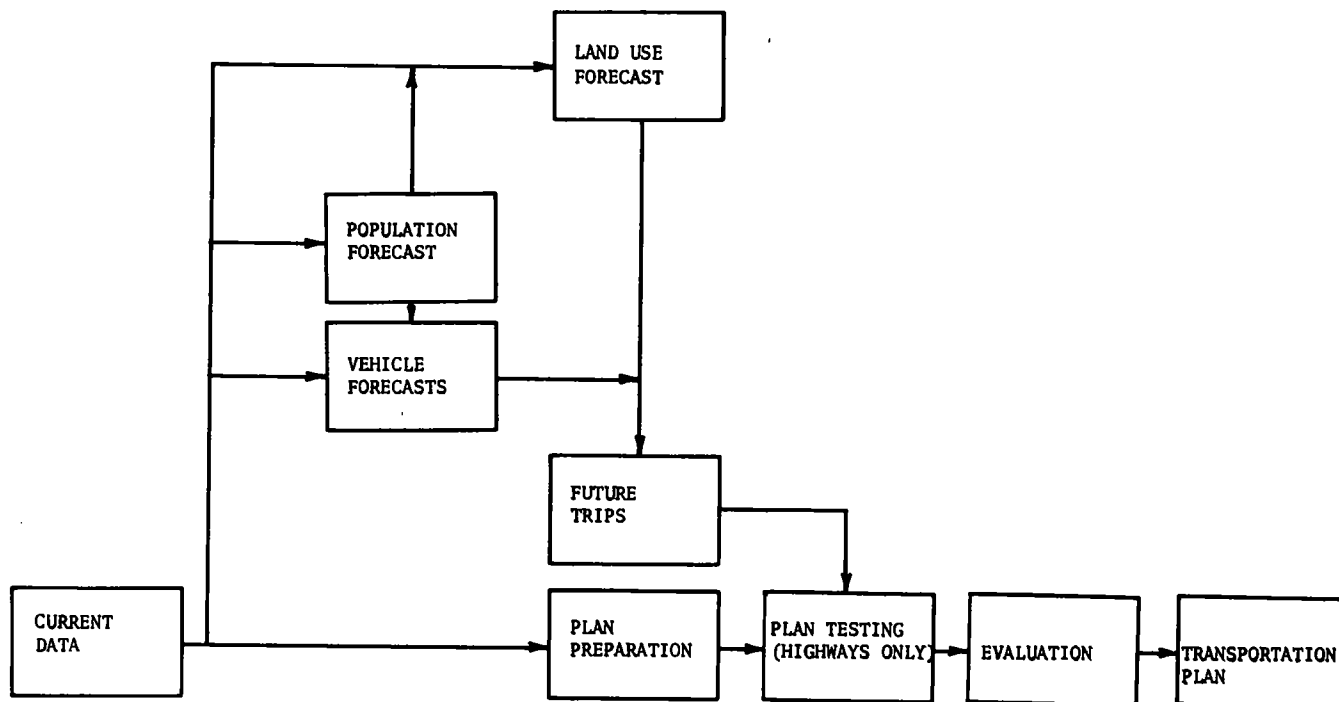 LAND USE
FORECAST
POPULATION
FORECAST
VEHICLE
FORECASTS
FUTURE
TRIPS
CURRENT
DATA
PLAN
PREPARATION
PLAN TESTING
(HIGHWAYS ONLY)
EVALUATION
TRANSPORTATION
PLAN